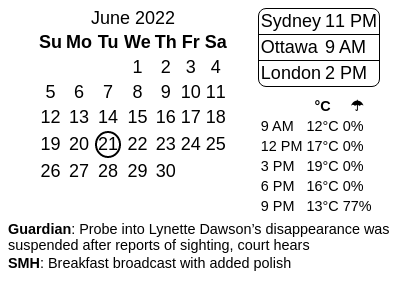 June 2022
Su Mo Tu We Th Fr Sa
1 2 3 4
5 6 7 8 9 10 11
12 13 14 15 16 17 18
19 20 21 22 23 24 25
26 27 28 29 30
Sydney 11 PM
Ottawa 9 AM
London 2 PM
°C ☂
9 AM 12°C 0%
12 PM 17°C 0%
3 PM 19°C 0%
6 PM 16°C 0%
9 PM 13°C 77%
Guardian: Probe into Lynette Dawson's disappearance was
suspended after reports of sighting, court hears
SMH: Breakfast broadcast with added polish